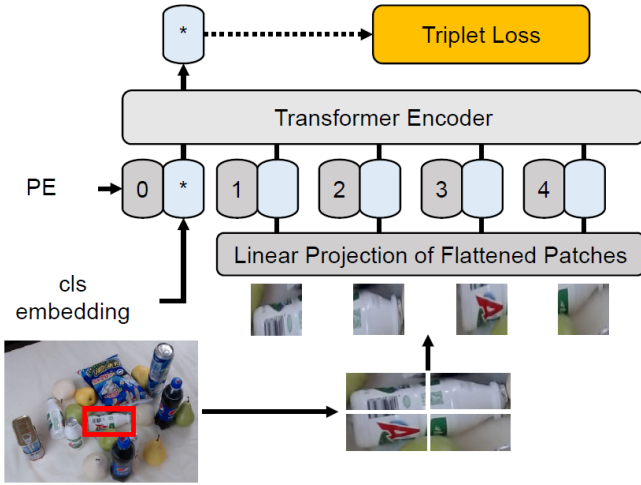 *
Triplet Loss
Transformer Encoder
PE
0
*
1
2
3
4
Linear Projection of Flattened Patches
cls
embedding